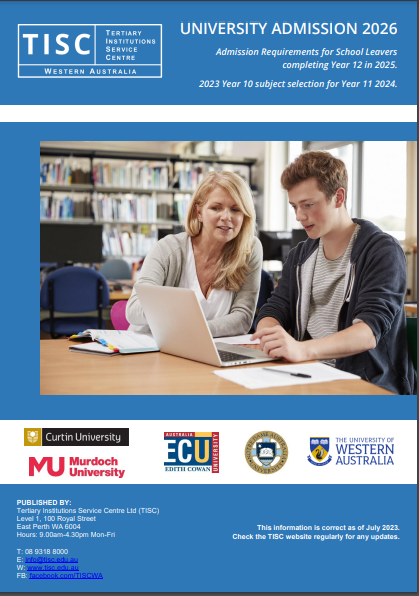 TISC
TERTIARY
INSTITUTIONS
SERVICE
CENTRE
WESTERN AUSTRALIA
UNIVERSITY ADMISSION 2026
Admission Requirements for School Leavers
completing Year 12 in 2025.
2023 Year 10 subject selection for Year 11 2024.
Curtin University
MU Murdoch
University
AUSTRALIA
ECU
EDITH COWAN
UNIVERSITY
THE UNIVERSITY OF
WESTERN
AUSTRALIA
PUBLISHED BY:
Tertiary Institutions Service Centre Ltd (TISC)
Level 1, 100 Royal Street
East Perth WA 6004
Hours: 9.00am-4.30pm Mon-Fri
T: 08 9318 8000
E: info@tisc.edu.au
W: www.tisc.edu.au
FB: facebook.com/TISCWA
This information is correct as of July 2023.
Check the TISC website regularly for any updates.